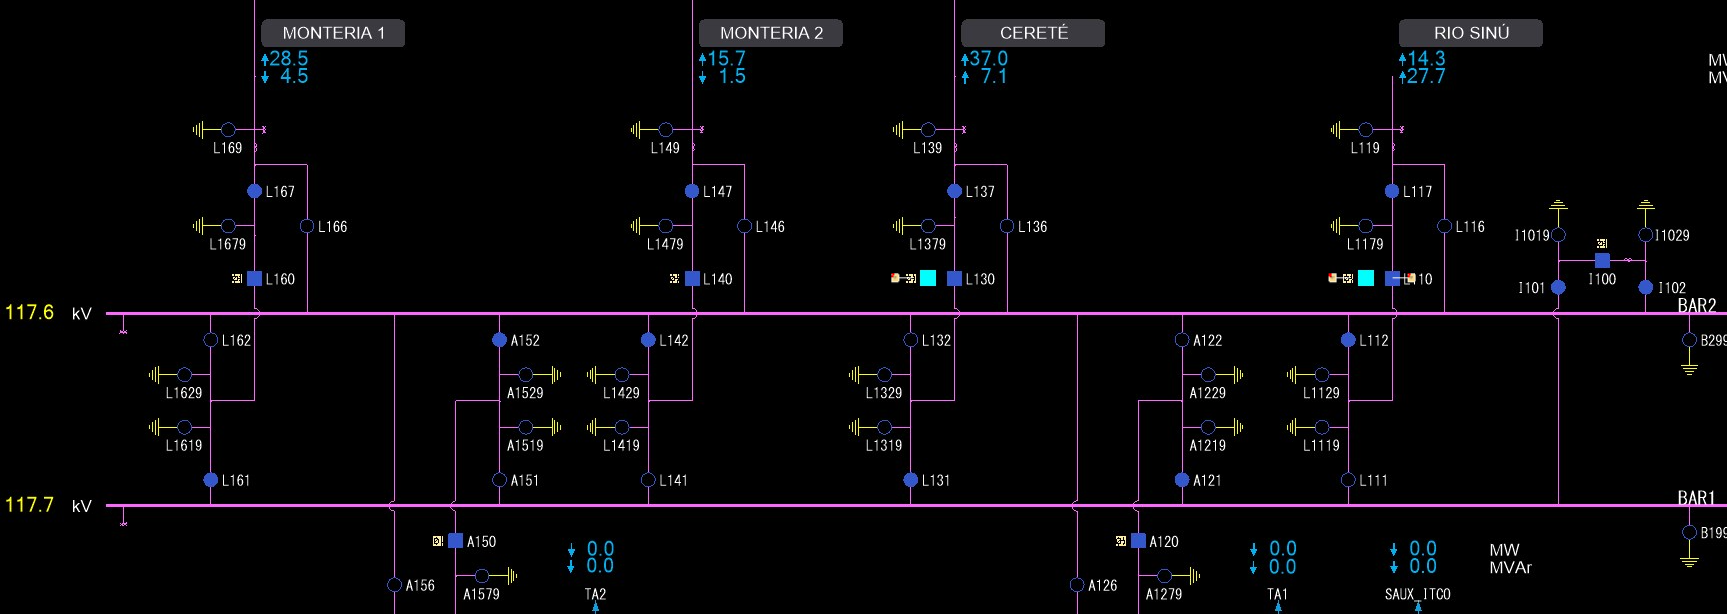 MONTERIA 1 MONTERIA 2 CERETÉ RIO SINÚ
28.5 15.7 37.0 14.3 MW
4.5 1.5 7.1 27.7 MV
L169 L149 L139 L119
L167 L147 L137 L117
L166 L146 L136 L116
L1679 L1479 L1379 L1179
I1019 I1029
L160 L140 L130 I100
I101 I102
117.6 kV BAR2
L162 A152 L142 L132 A122 L112 B299
L1629 A1529 L1429 L1329 A1229 L1129
L1619 A1519 L1419 L1319 A1219 L1119
L161 A151 L141 L131 A121 L111
117.7 kV BAR1
A150 A120 B199
0.0 0.0 0.0 MW
0.0 0.0 0.0 MVAr
A156 A126
A1579 TA2 A1279 TA1 SAUX_ITCO